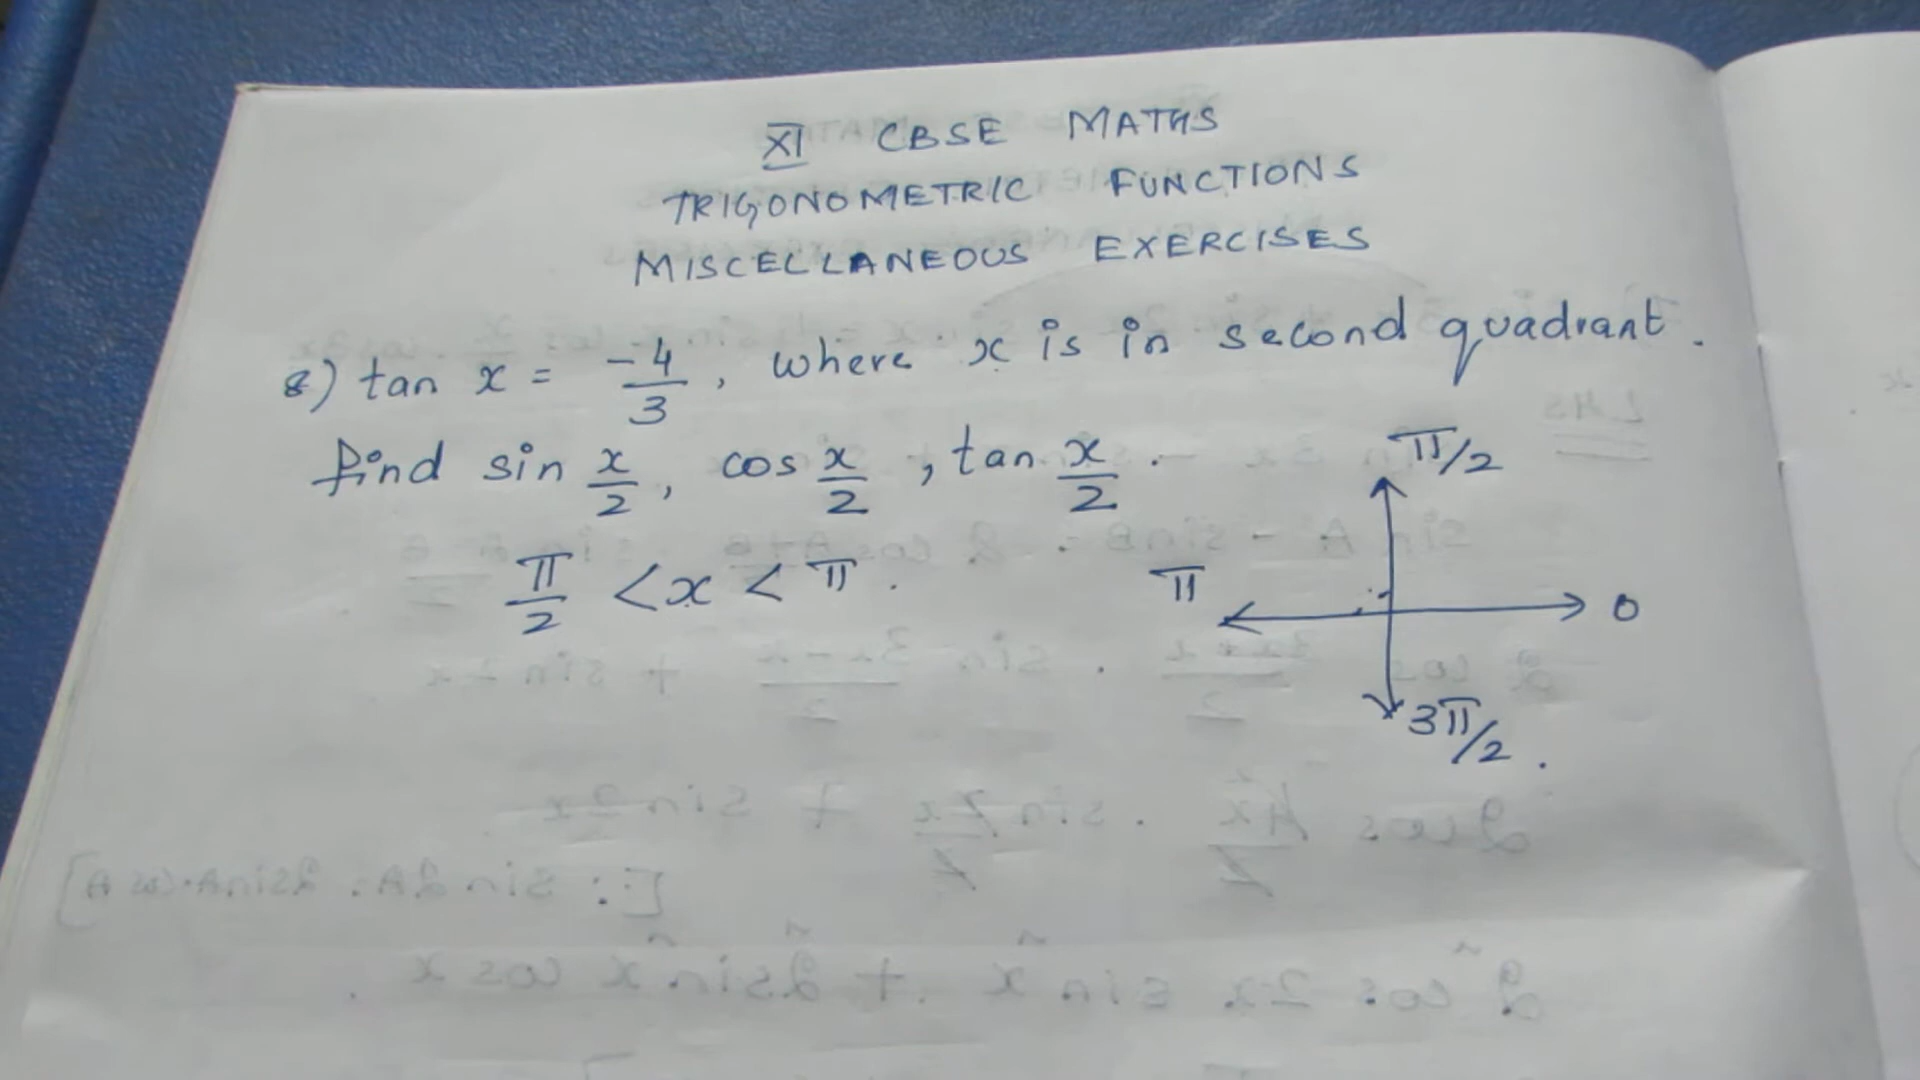 XI CBSE MATHS
TRIGONOMETRIC FUNCTIONS
MISCELLANEOUS EXERCISES
8) tan x = -4/3, where x is in second quadrant.
find sin x/2, cos x/2, tan x/2.
π/2 < x < π.
π/2
π
0
3π/2.